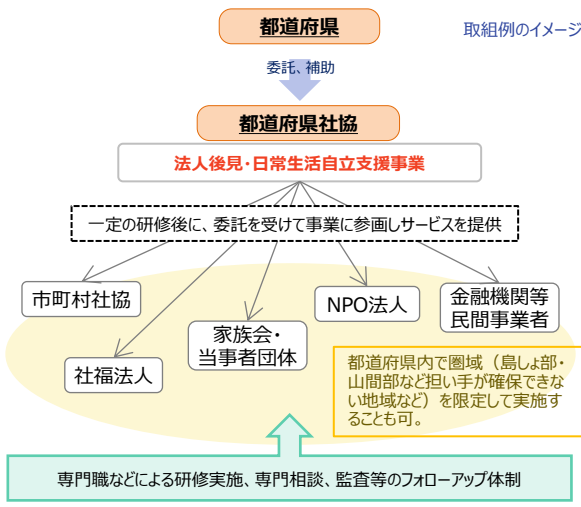 都道府県
取組例のイメージ
委託、補助
都道府県社協
法人後見・日常生活自立支援事業
一定の研修後に、委託を受けて事業に参画しサービスを提供
市町村社協
社福法人
家族会・
当事者団体
NPO法人
金融機関等
民間事業者
都道府県内で圏域（島しょ部・
山間部など担い手が確保できな
い地域など）を限定して実施す
ることも可。
専門職などによる研修実施、専門相談、監査等のフォローアップ体制